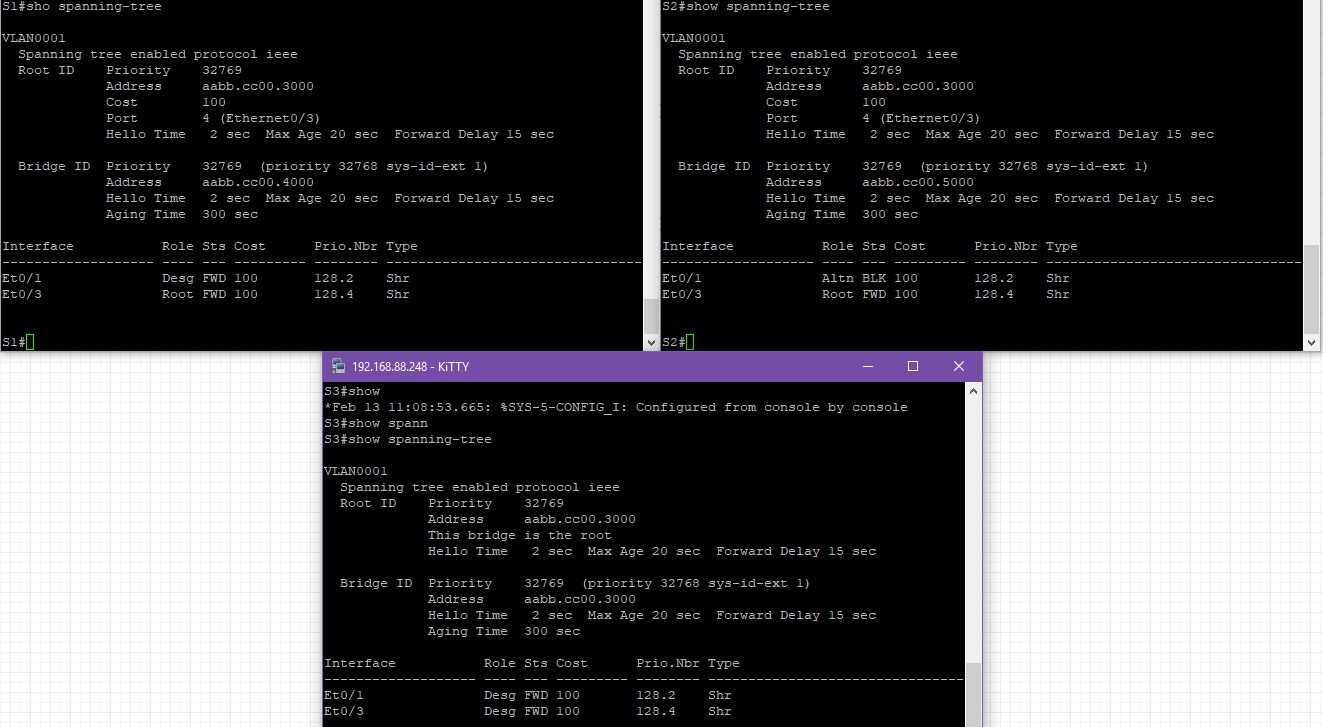 S1#sho spanning-tree
VLAN0001
  Spanning tree enabled protocol ieee
  Root ID    Priority    32769
             Address     aabb.cc00.3000
             Cost        100
             Port        4 (Ethernet0/3)
             Hello Time   2 sec  Max Age 20 sec  Forward Delay 15 sec
  Bridge ID  Priority    32769  (priority 32768 sys-id-ext 1)
             Address     aabb.cc00.4000
             Hello Time   2 sec  Max Age 20 sec  Forward Delay 15 sec
             Aging Time  300 sec
Interface           Role Sts Cost      Prio.Nbr Type
------------------- ---- --- --------- -------- --------------------------------
Et0/1               Desg FWD 100       128.2    Shr
Et0/3               Root FWD 100       128.4    Shr
S1#
S2#show spanning-tree
VLAN0001
  Spanning tree enabled protocol ieee
  Root ID    Priority    32769
             Address     aabb.cc00.3000
             Cost        100
             Port        4 (Ethernet0/3)
             Hello Time   2 sec  Max Age 20 sec  Forward Delay 15 sec
  Bridge ID  Priority    32769  (priority 32768 sys-id-ext 1)
             Address     aabb.cc00.5000
             Hello Time   2 sec  Max Age 20 sec  Forward Delay 15 sec
             Aging Time  300 sec
Interface           Role Sts Cost      Prio.Nbr Type
------------------- ---- --- --------- -------- --------------------------------
Et0/1               Altn BLK 100       128.2    Shr
Et0/3               Root FWD 100       128.4    Shr
S2#
192.168.88.248 - KiTTY
S3#show
*Feb 13 11:08:53.665: %SYS-5-CONFIG_I: Configured from console by console
S3#show spann
S3#show spanning-tree
VLAN0001
  Spanning tree enabled protocol ieee
  Root ID    Priority    32769
             Address     aabb.cc00.3000
             This bridge is the root
             Hello Time   2 sec  Max Age 20 sec  Forward Delay 15 sec
  Bridge ID  Priority    32769  (priority 32768 sys-id-ext 1)
             Address     aabb.cc00.3000
             Hello Time   2 sec  Max Age 20 sec  Forward Delay 15 sec
             Aging Time  300 sec
Interface           Role Sts Cost      Prio.Nbr Type
------------------- ---- --- --------- -------- --------------------------------
Et0/1               Desg FWD 100       128.2    Shr
Et0/3               Desg FWD 100       128.4    Shr